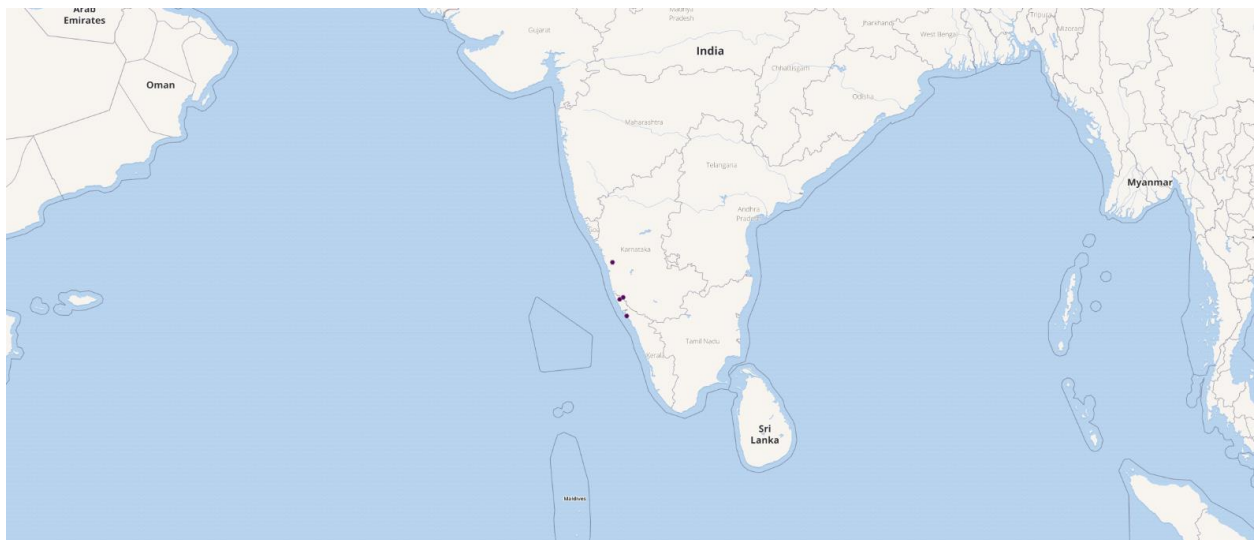 Arab
Emirates
Oman
Gujarat
Madhya
Pradesh
India
Jharkhand
West Bengal
Tripura
Mizoram
Chhattisgarh
Odisha
Maharashtra
Telangana
Myanmar
Andhra
Pradesh
Karnataka
Tamil Nadu
Kerala
Sri
Lanka
Maldives